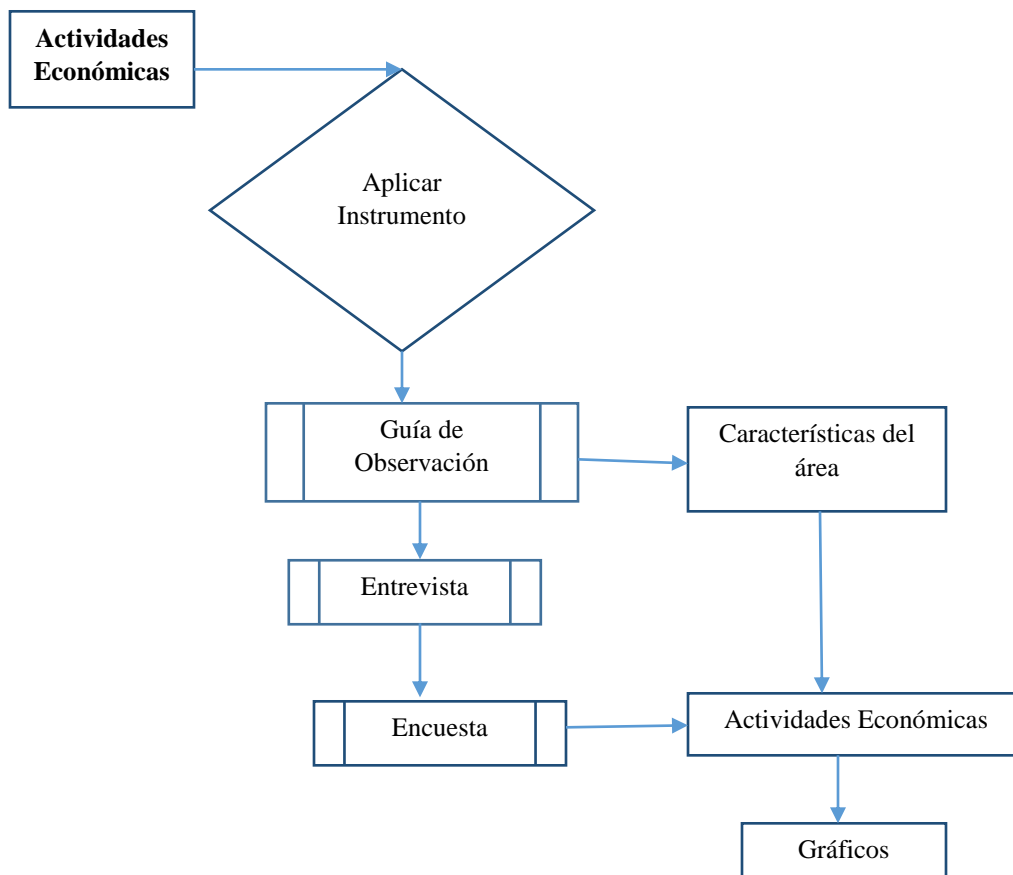 Actividades
Económicas
Aplicar
Instrumento
Guía de
Observación
Características del
área
Entrevista
Encuesta
Actividades Económicas
Gráficos